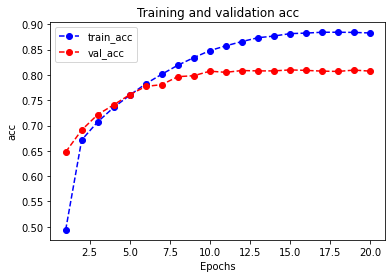 Training and validation acc
train_acc
val_acc
acc
0.90
0.85
0.80
0.75
0.70
0.65
0.60
0.55
0.50
2.5 5.0 7.5 10.0 12.5 15.0 17.5 20.0
Epochs